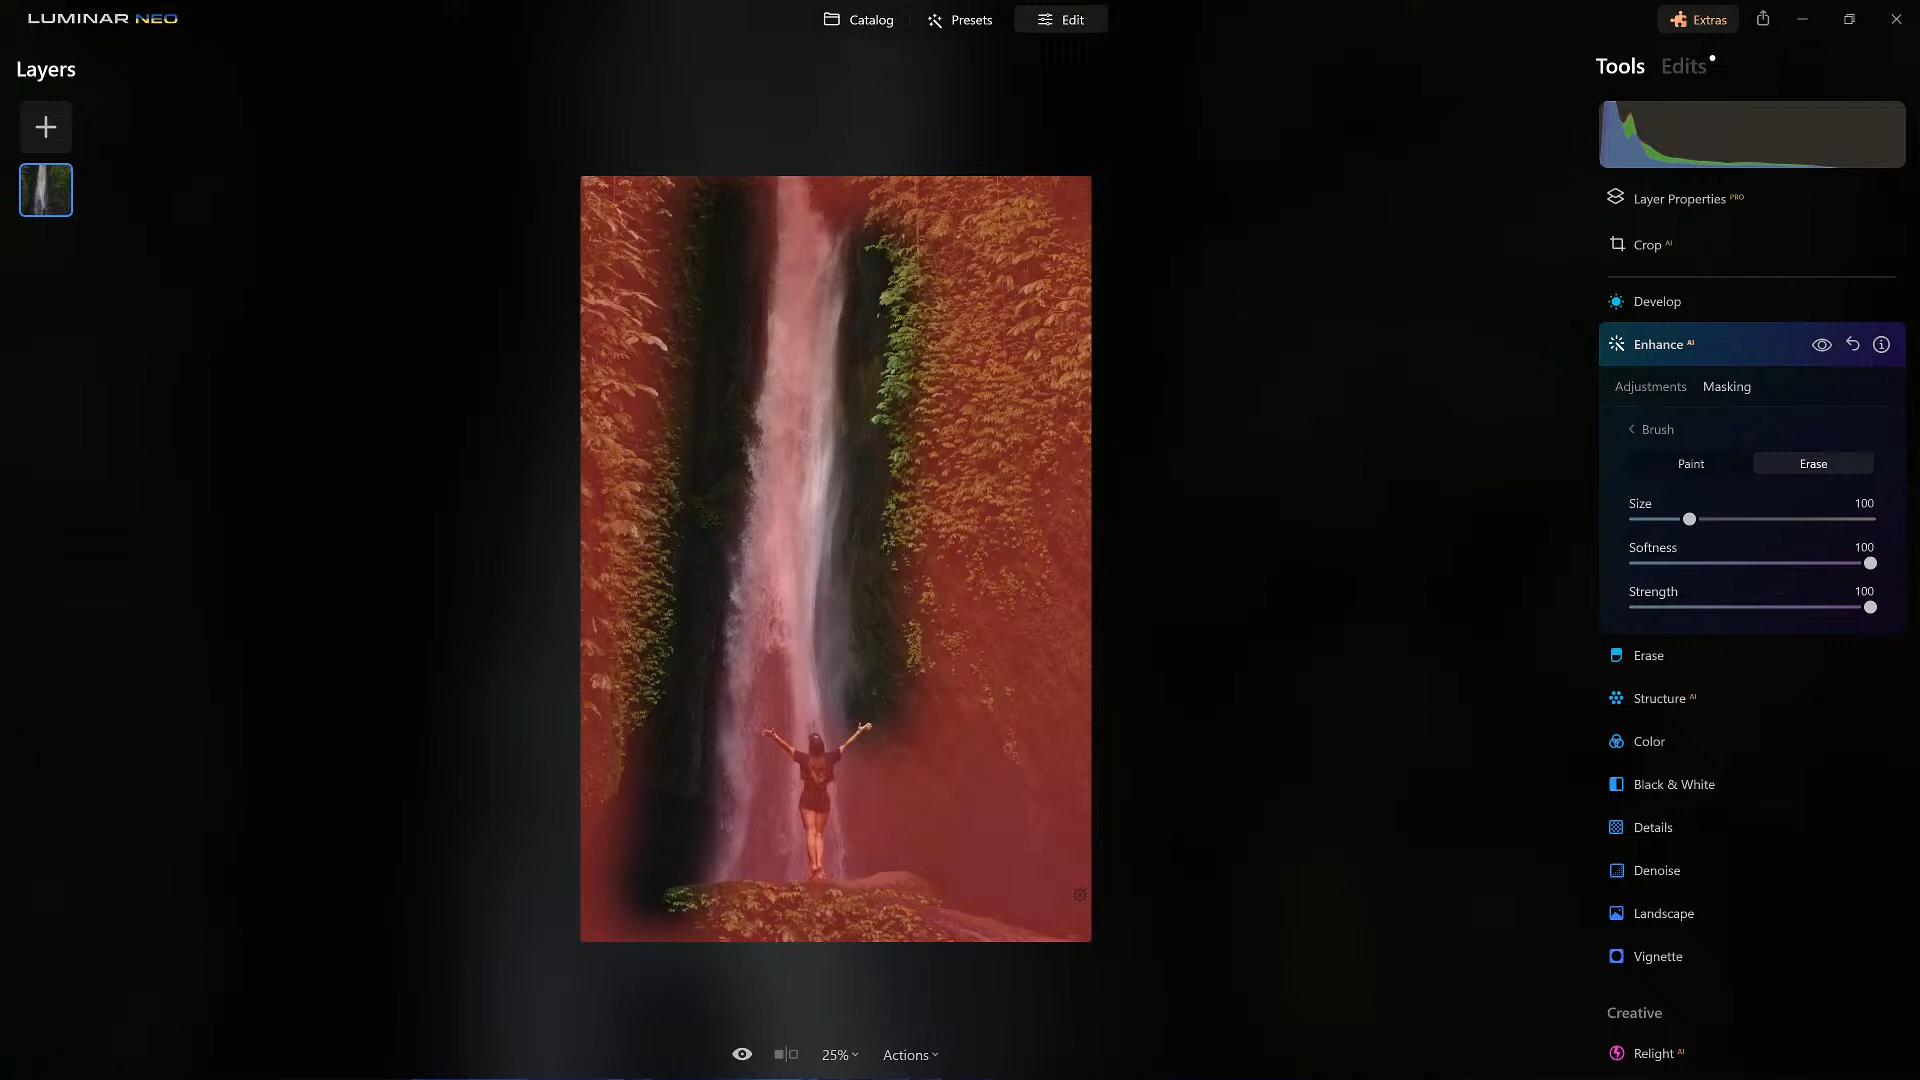 LUMINAR NEO
Catalog
Presets
Edit
Extras
Layers
Tools
Edits
Layer Properties PRO
Crop AI
Develop
Enhance AI
Adjustments
Masking
Brush
Paint
Erase
Size
100
Softness
100
Strength
100
Erase
Structure AI
Color
Black & White
Details
Denoise
Landscape
Vignette
Creative
Relight AI
25%
Actions